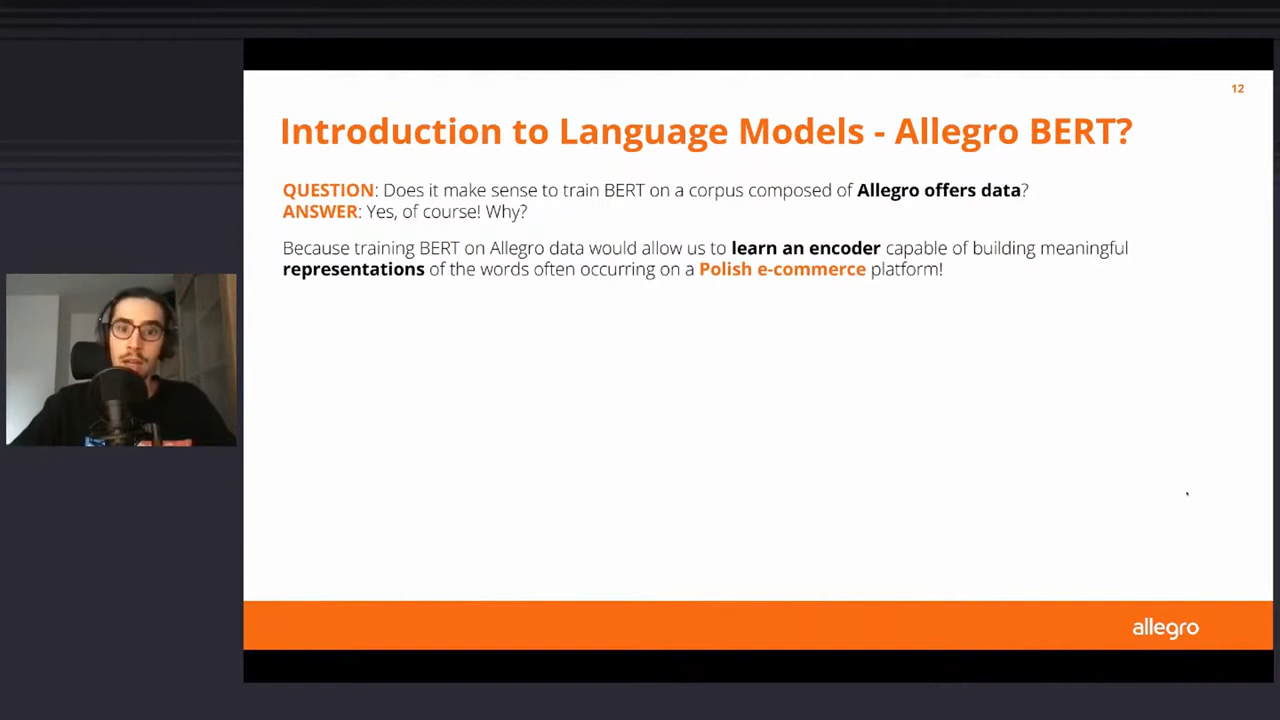 12
Introduction to Language Models - Allegro BERT?
QUESTION: Does it make sense to train BERT on a corpus composed of Allegro offers data?
ANSWER: Yes, of course! Why?
Because training BERT on Allegro data would allow us to learn an encoder capable of building meaningful
representations of the words often occurring on a Polish e-commerce platform!
allegro